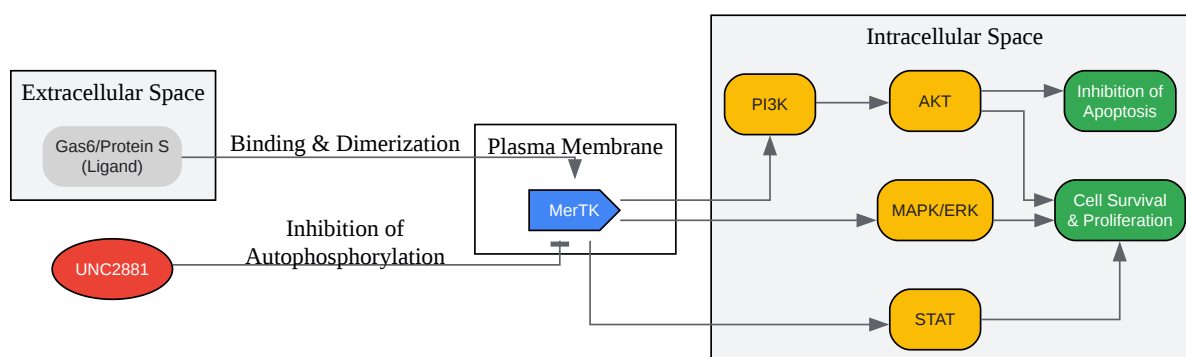 Intracellular Space
Extracellular Space
Gas6/Protein S
(Ligand)
Binding & Dimerization
Plasma Membrane
MerTK
PI3K
AKT
Inhibition of
Apoptosis
MAPK/ERK
Cell Survival
& Proliferation
Inhibition of
Autophosphorylation
UNC2881
STAT